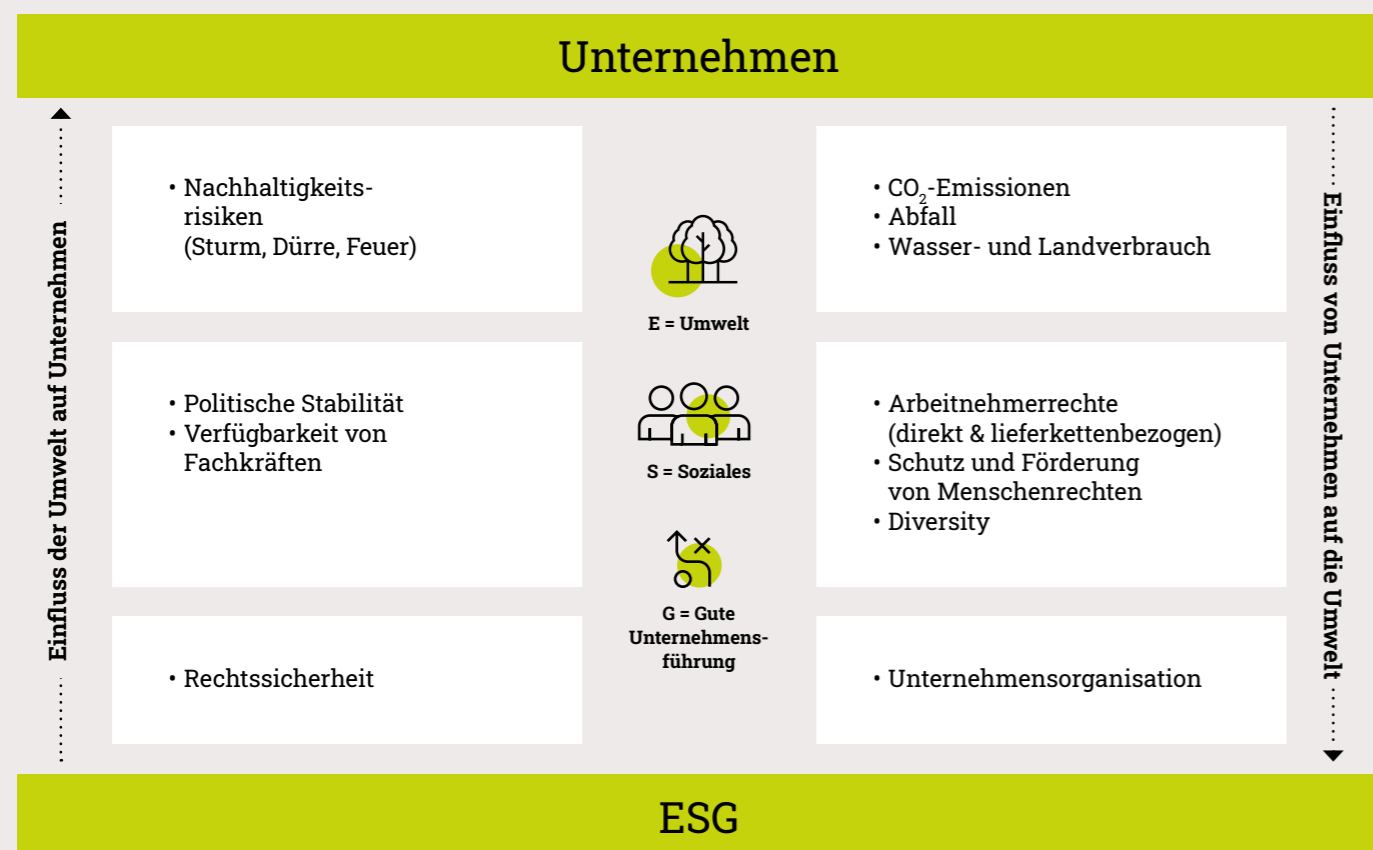 Unternehmen
Einfluss der Umwelt auf Unternehmen
• Nachhaltigkeits-
risiken
(Sturm, Dürre, Feuer)
• Politische Stabilität
• Verfügbarkeit von
Fachkräften
• Rechtssicherheit
E = Umwelt
S = Soziales
G = Gute
Unternehmens-
führung
• CO₂-Emissionen
• Abfall
• Wasser- und Landverbrauch
• Arbeitnehmerrechte
(direkt & lieferkettenbezogen)
• Schutz und Förderung
von Menschenrechten
• Diversity
• Unternehmensorganisation
Einfluss von Unternehmen auf die Umwelt
ESG